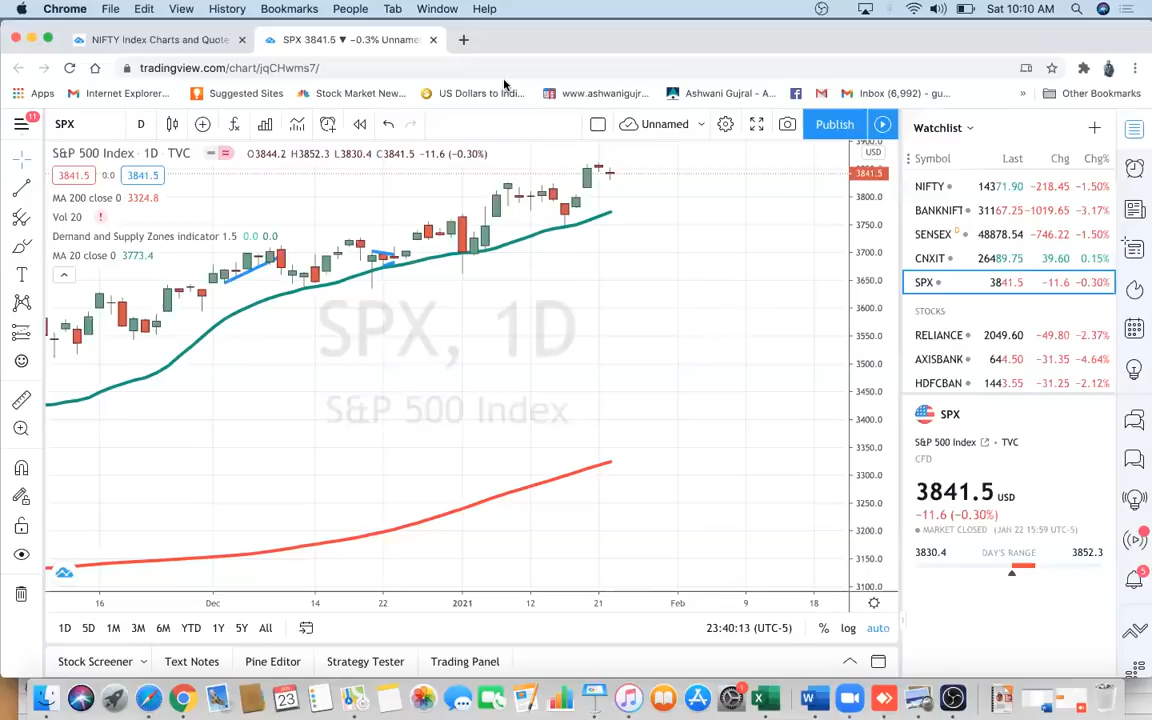 Chrome File Edit View History Bookmarks People Tab Window Help Sat 10:10 AM
NIFTY Index Charts and Quote SPX 3841.5 ▼ −0.3% Unname
tradingview.com/chart/jqCHwms7/
Apps Internet Explorer... Suggested Sites Stock Market New... US Dollars to Indi... www.ashwanigujr... Ashwani Gujral - A... Inbox (6,992) - gu... » Other Bookmarks
11 SPX D Unnamed Publish Watchlist
S&P 500 Index · 1D · TVC O3844.2 H3852.3 L3830.4 C3841.5 −11.6 (−0.30%)
3841.5 0.0 3841.5
MA 200 close 0 3324.8
Vol 20 !
Demand and Supply Zones indicator 1.5 0.0 0.0
MA 20 close 0 3773.4
SPX, 1D
S&P 500 Index
3900.0
USD
3841.5
3800.0
3750.0
3700.0
3650.0
3600.0
3550.0
3500.0
3450.0
3400.0
3350.0
3300.0
3250.0
3200.0
3150.0
3100.0
16 Dec 14 22 2021 12 21 Feb 9 18
1D 5D 1M 3M 6M YTD 1Y 5Y All 23:40:13 (UTC-5) % log auto
Stock Screener Text Notes Pine Editor Strategy Tester Trading Panel
Symbol Last Chg Chg%
NIFTY 14371.90 −218.45 −1.50%
BANKNIFT 31167.25 −1019.65 −3.17%
SENSEX D 48878.54 −746.22 −1.50%
CNXIT 26489.75 39.60 0.15%
SPX 3841.5 −11.6 −0.30%
STOCKS
RELIANCE 2049.60 −49.80 −2.37%
AXISBANK 644.50 −31.35 −4.64%
HDFCBAN 1443.55 −31.25 −2.12%
SPX
S&P 500 Index · TVC
CFD
3841.5 USD
−11.6 (−0.30%)
MARKET CLOSED (JAN 22 15:59 UTC-5)
3830.4 DAY'S RANGE 3852.3
5
23
1